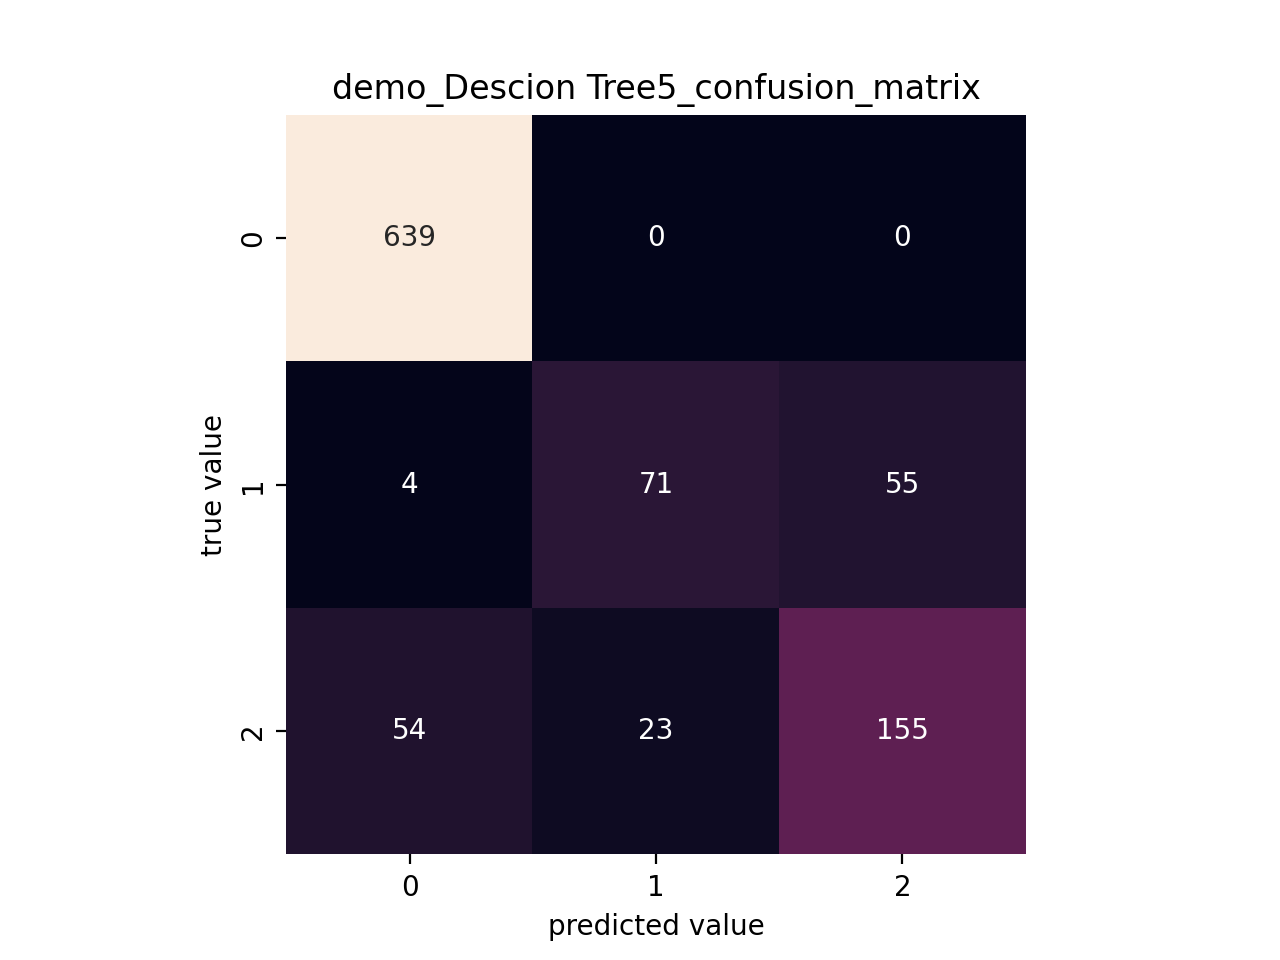 demo_Descion Tree5_confusion_matrix
639 0 0
4 71 55
54 23 155
0
1
2
true value
0 1 2
predicted value